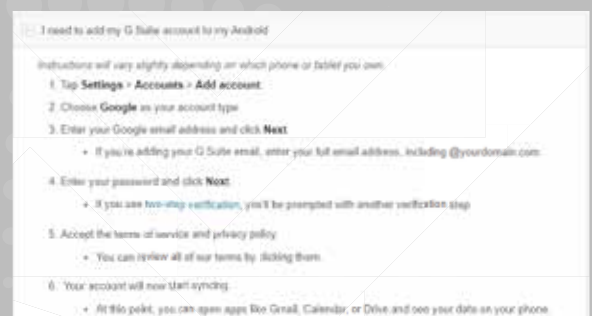 I need to add my G Suite account to my Android
Instructions will vary slightly depending on which phone or tablet you own.
1. Tap Settings > Accounts > Add account.
2. Choose Google as your account type
3. Enter your Google email address and click Next
• If you're adding your G Suite email, enter your full email address, including @yourdomain.com
4. Enter your password and click Next
• If you use two-step verification, you'll be prompted with another verification step
5. Accept the terms of service and privacy policy
• You can review all of our terms by clicking them.
6. Your account will now start syncing.
• At this point, you can open apps like Gmail, Calendar, or Drive and see your data on your phone.